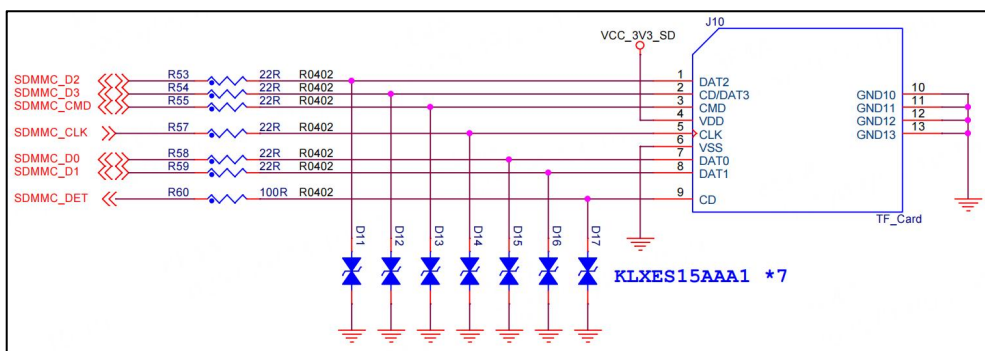 J10
VCC_3V3_SD
SDMMC_D2 R53 22R R0402 1 DAT2
SDMMC_D3 R54 22R R0402 2 CD/DAT3 GND10 10
SDMMC_CMD R55 22R R0402 3 CMD GND11 11
4 VDD GND12 12
SDMMC_CLK R57 22R R0402 5 CLK GND13 13
6 VSS
SDMMC_D0 R58 22R R0402 7 DAT0
SDMMC_D1 R59 22R R0402 8 DAT1
SDMMC_DET R60 100R R0402 9 CD
TF_Card
D11 D12 D13 D14 D15 D16 D17
KLXES15AAA1 *7